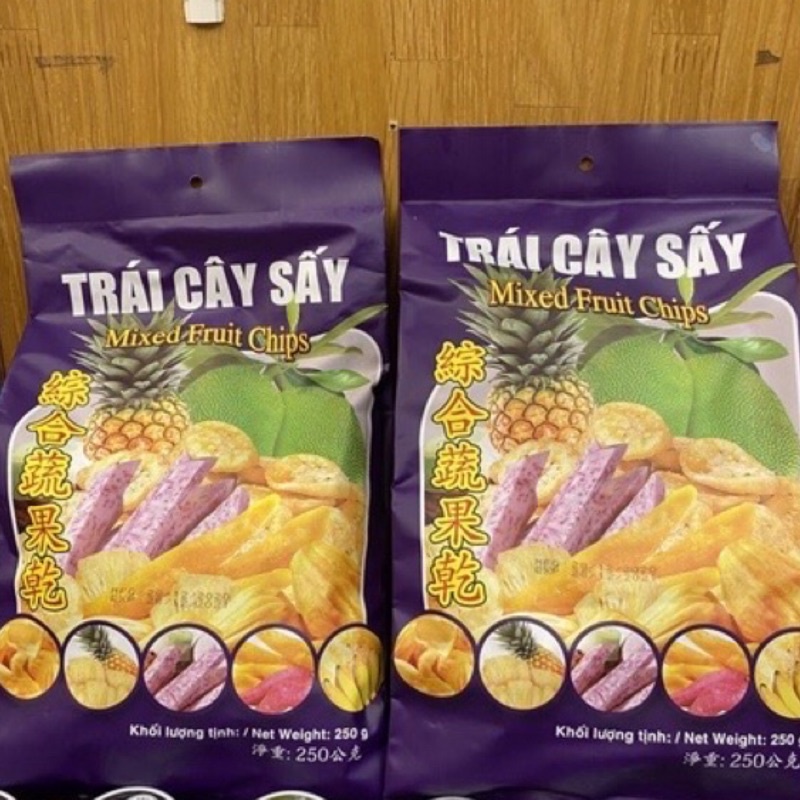 TRÁI CÂY SẤY
Mixed Fruit Chips
綜合蔬果乾
Khối lượng tịnh: / Net Weight: 250 g
淨重: 250公克
TRÁI CÂY SẤY
Mixed Fruit Chips
綜合蔬果乾
Khối lượng tịnh: / Net Weight: 250 g
淨重: 250公克